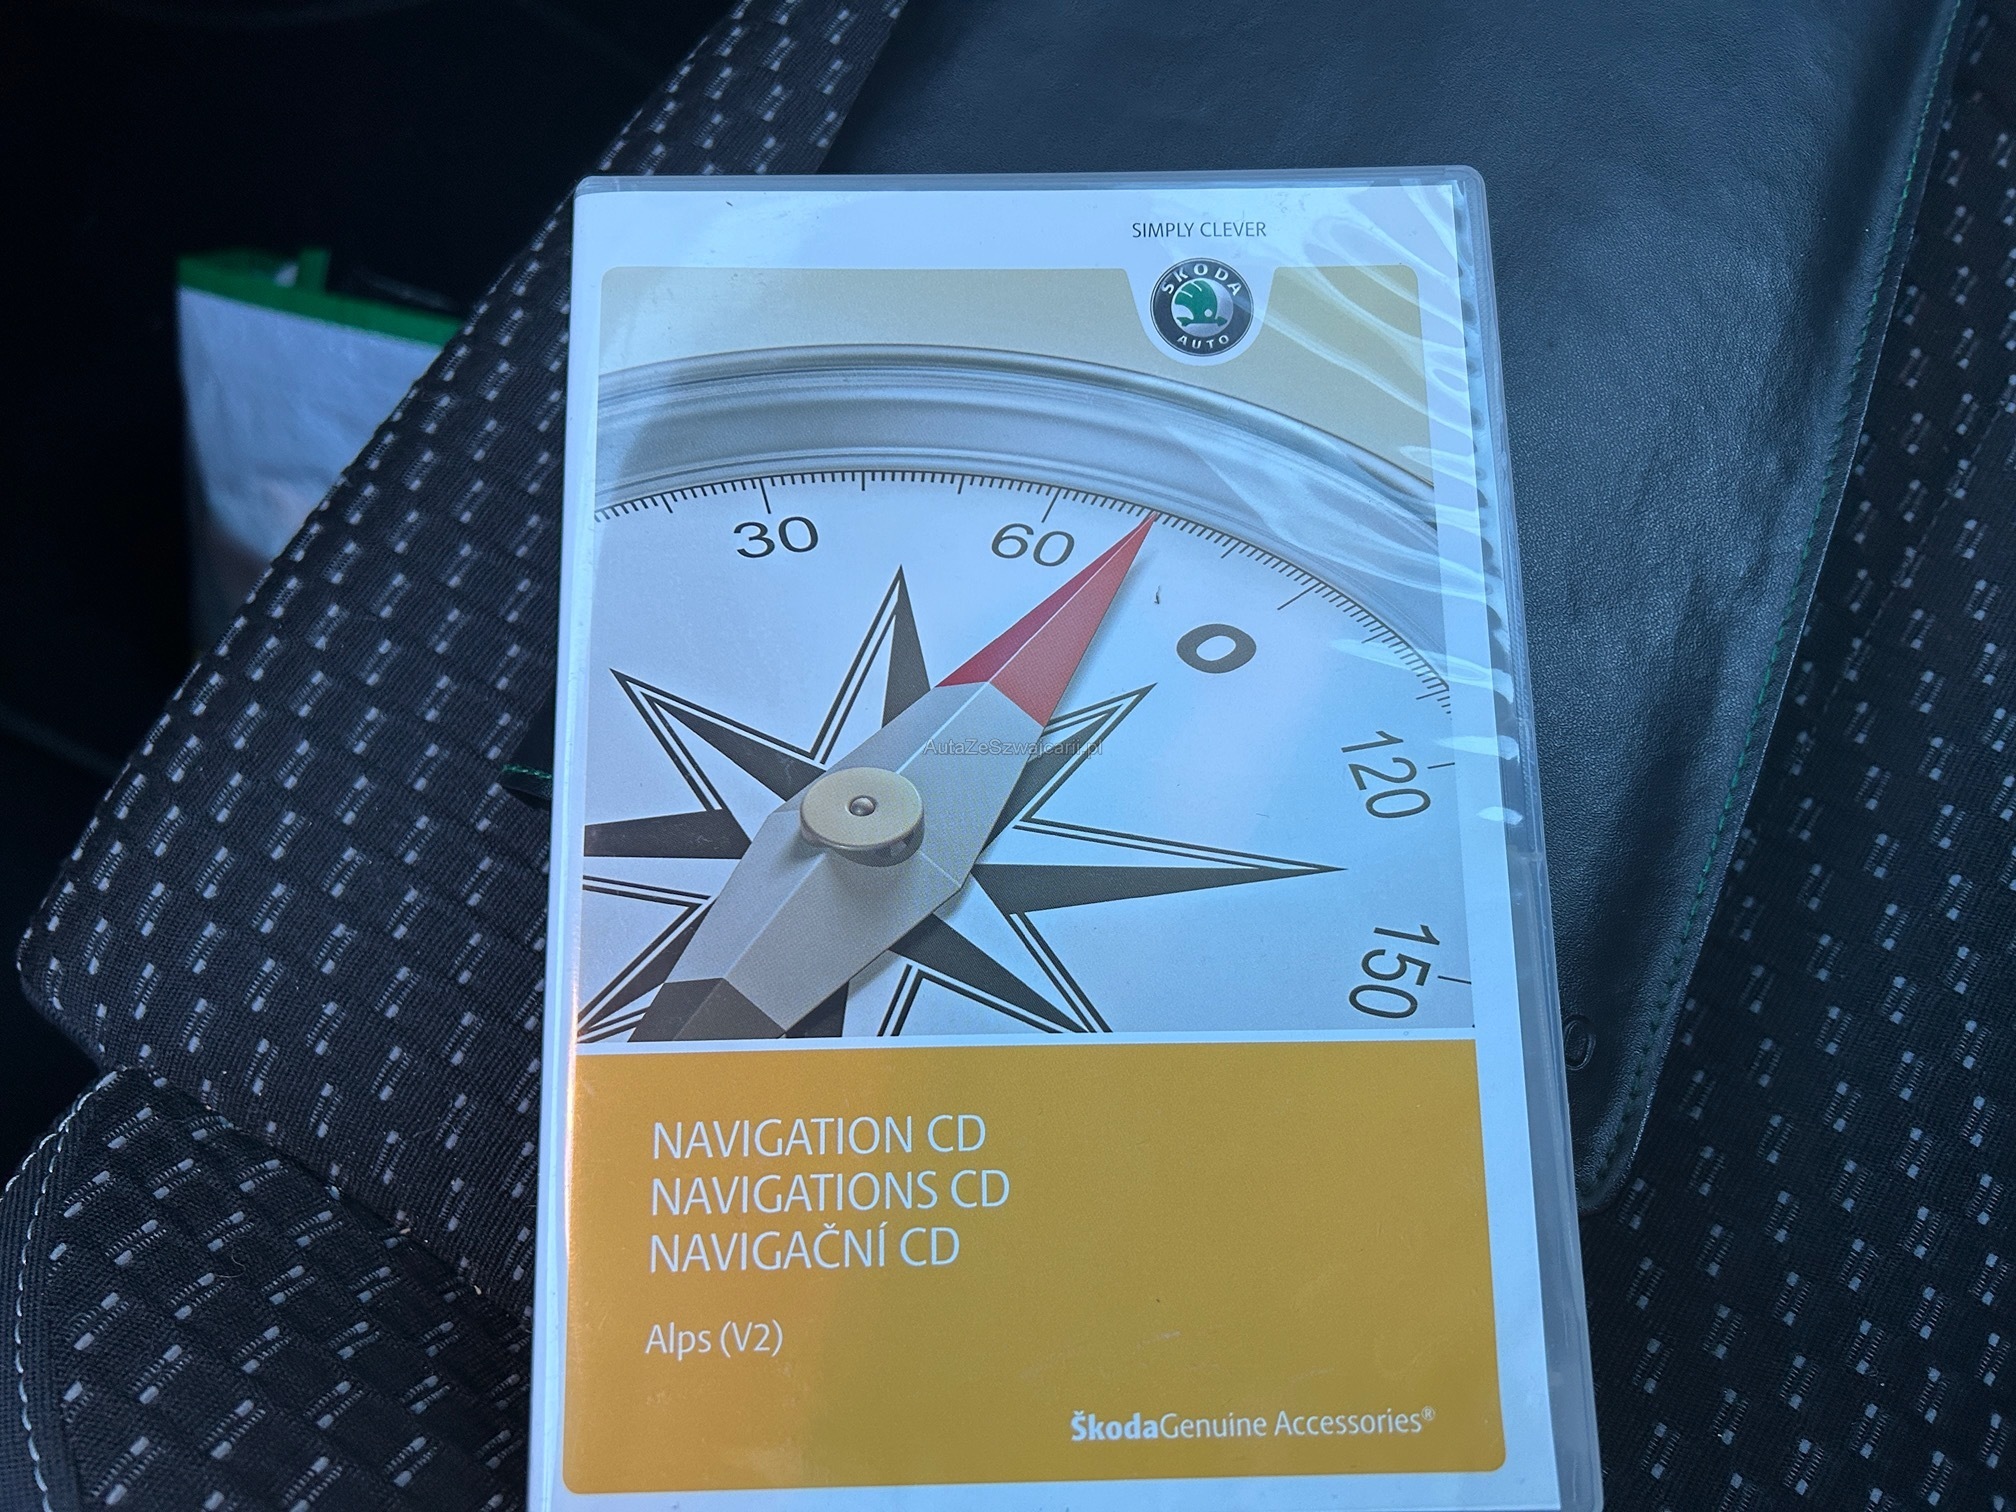 SIMPLY CLEVER
ŠKODA
AUTO
30
60
0
120
150
AutaZeSzwajcarii.pl
NAVIGATION CD
NAVIGATIONS CD
NAVIGAČNÍ CD
Alps (V2)
ŠkodaGenuine Accessories®